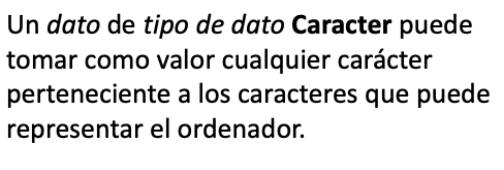 Un dato de tipo de dato Caracter puede
tomar como valor cualquier carácter
perteneciente a los caracteres que puede
representar el ordenador.